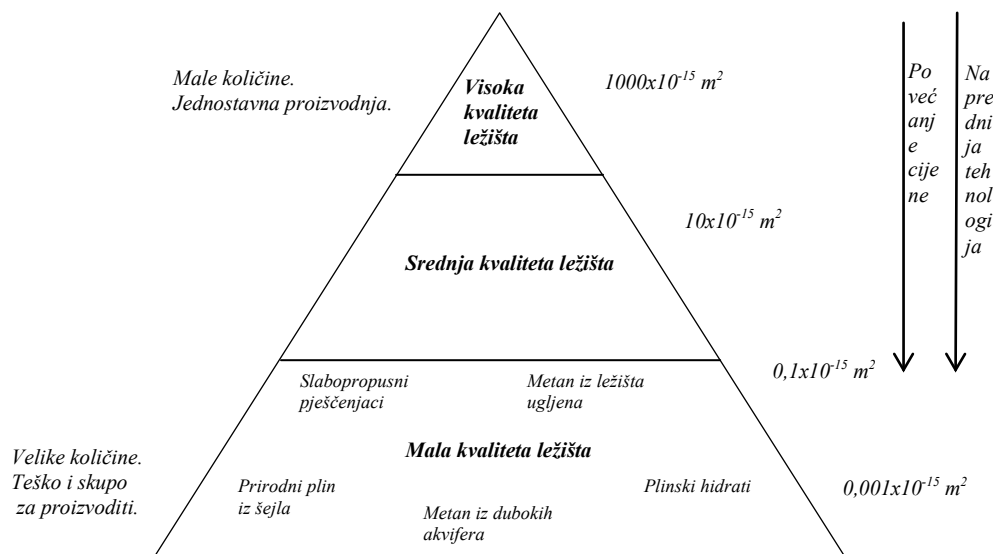 Male količine.
Jednostavna proizvodnja.
Visoka
kvaliteta
ležišta
1000x10⁻¹⁵ m²
Po
već
anj
e
cije
ne
Na
pre
dni
ja
teh
nol
ogi
ja
10x10⁻¹⁵ m²
Srednja kvaliteta ležišta
0,1x10⁻¹⁵ m²
Slabopropusni
pješčenjaci
Metan iz ležišta
ugljena
Mala kvaliteta ležišta
Velike količine.
Teško i skupo
za proizvoditi.
Prirodni plin
iz šejla
Metan iz dubokih
akvifera
Plinski hidrati
0,001x10⁻¹⁵ m²